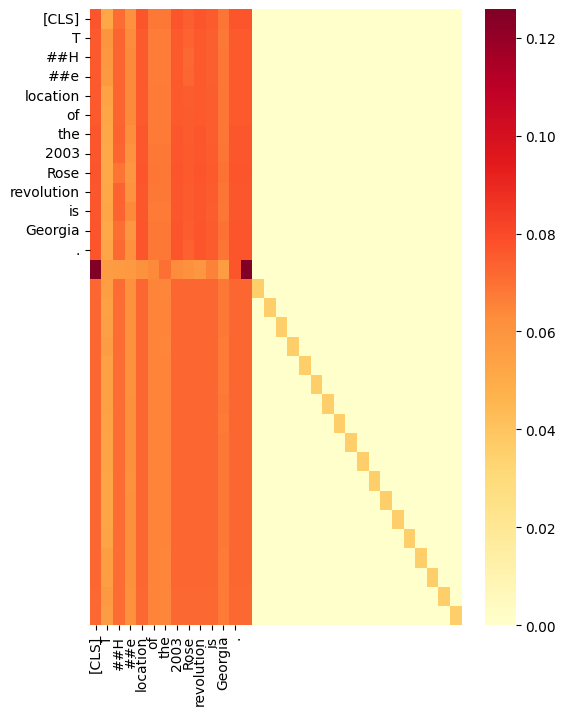 [CLS]
T
##H
##e
location
of
the
2003
Rose
revolution
is
Georgia
.
0.12
0.10
0.08
0.06
0.04
0.02
0.00
[CLS]
T
##H
##e
location
of
the
2003
Rose
revolution
is
Georgia
.